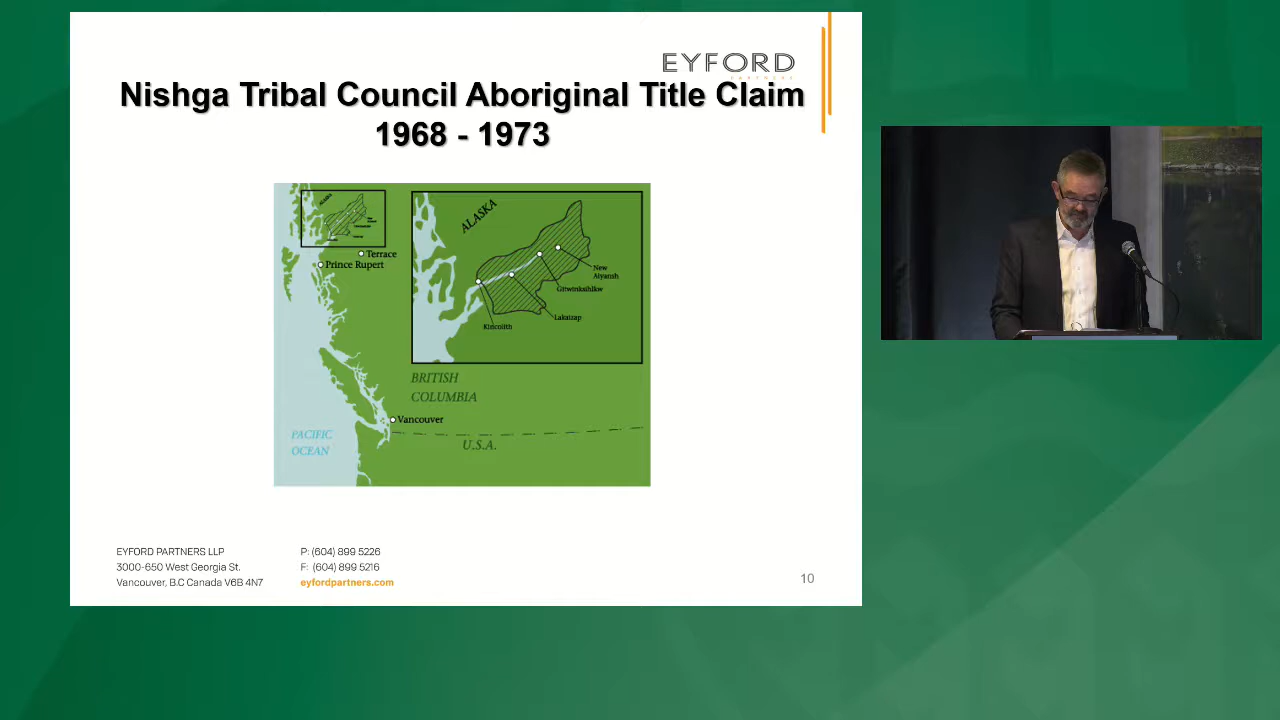 EYFORD
PARTNERS
Nishga Tribal Council Aboriginal Title Claim
1968 - 1973
ALASKA
Terrace
Prince Rupert
ALASKA
New
Aiyansh
Gitwinksihlkw
Lakalzap
Kincolith
BRITISH
COLUMBIA
Vancouver
PACIFIC
OCEAN
U.S.A.
EYFORD PARTNERS LLP
3000-650 West Georgia St.
Vancouver, B.C Canada V6B 4N7
P: (604) 899 5226
F: (604) 899 5216
eyfordpartners.com
10